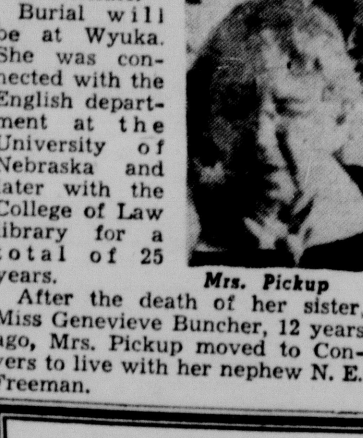 Burial will
be at Wyuka.
She was con-
nected with the
English depart-
ment at the
University of
Nebraska and
later with the
College of Law
library for a
total of 25
years.
Mrs. Pickup
After the death of her sister,
Miss Genevieve Buncher, 12 years
ago, Mrs. Pickup moved to Con-
yers to live with her nephew N. E.
Freeman.